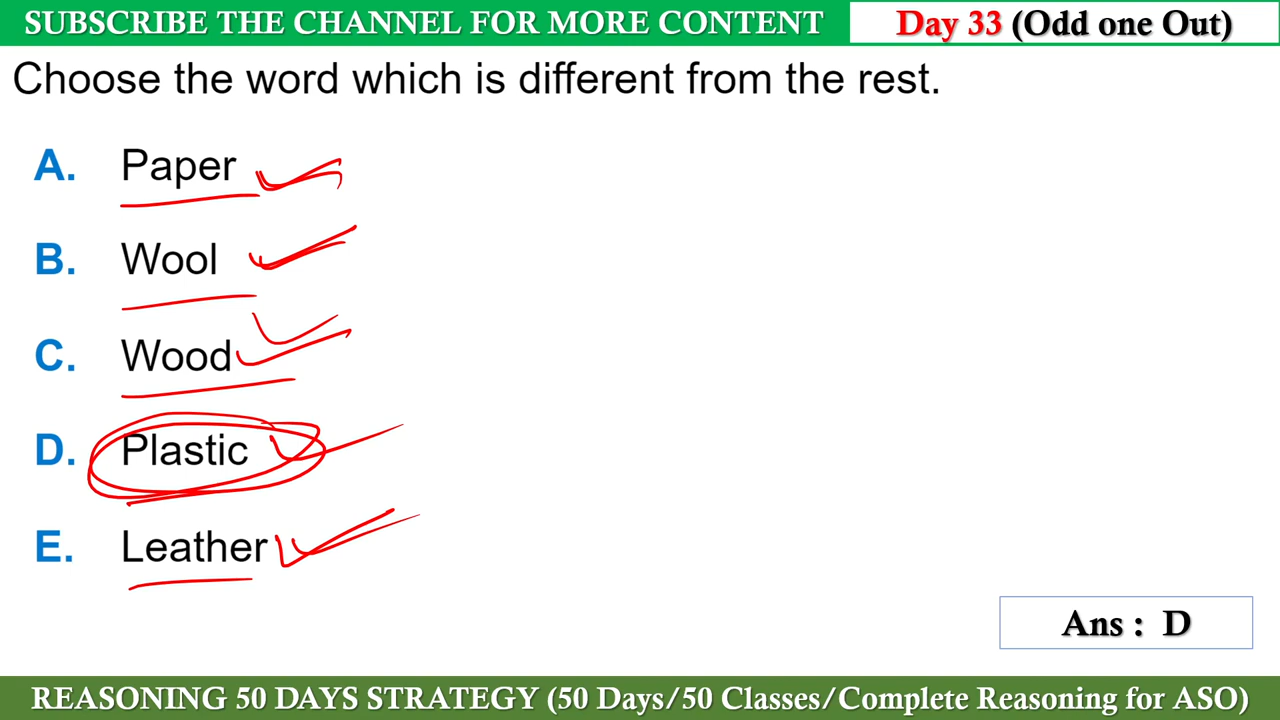 SUBSCRIBE THE CHANNEL FOR MORE CONTENT
Day 33 (Odd one Out)
Choose the word which is different from the rest.
A. Paper
B. Wool
C. Wood
D. Plastic
E. Leather
Ans : D
REASONING 50 DAYS STRATEGY (50 Days/50 Classes/Complete Reasoning for ASO)